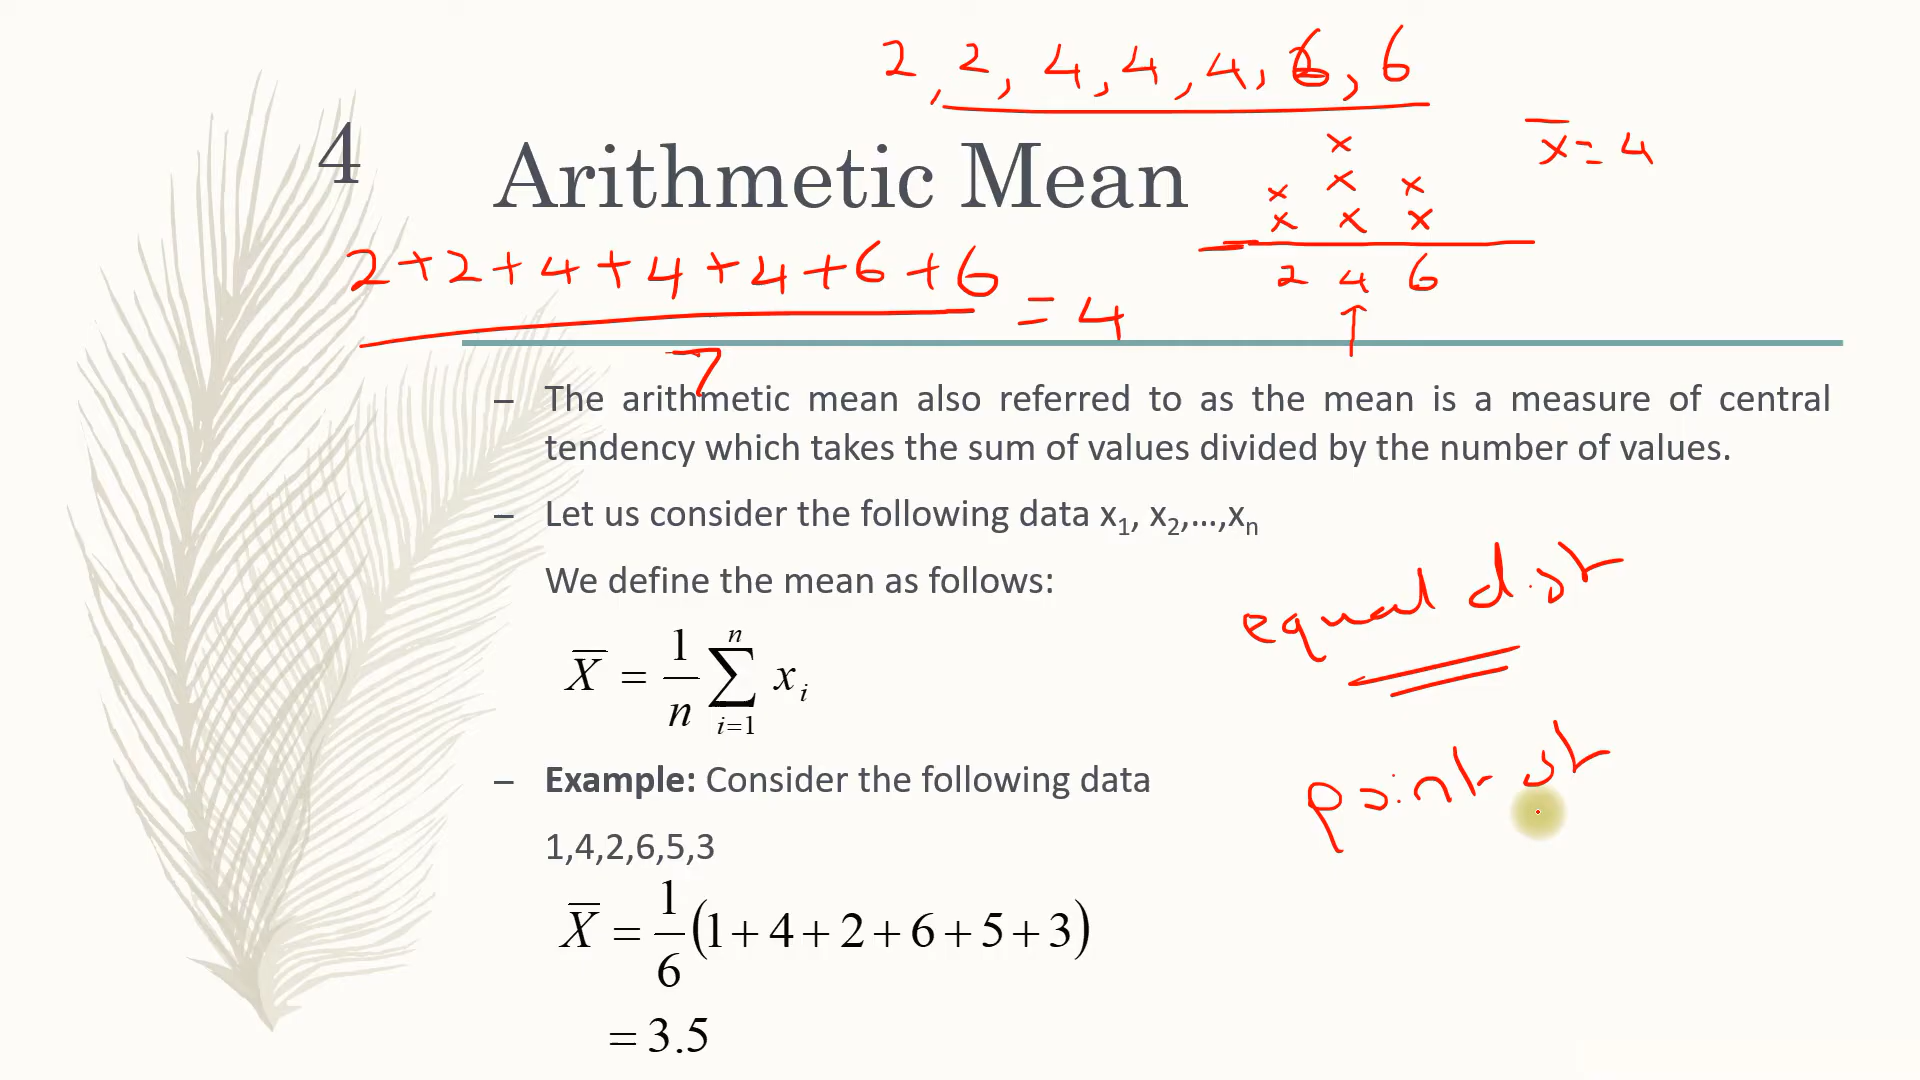 2, 2, 4, 4, 4, 6, 6
4
Arithmetic Mean
x
x x x
x x x
2 4 6
x̄ = 4
2+2+4+4+4+6+6
7
= 4
– The arithmetic mean also referred to as the mean is a measure of central
tendency which takes the sum of values divided by the number of values.
– Let us consider the following data x₁, x₂,...,xₙ
We define the mean as follows:
X̄ = 1/n ∑ᵢ₌₁ⁿ xᵢ
equal dist
point
– Example: Consider the following data
1,4,2,6,5,3
X̄ = 1/6 (1+4+2+6+5+3)
= 3.5